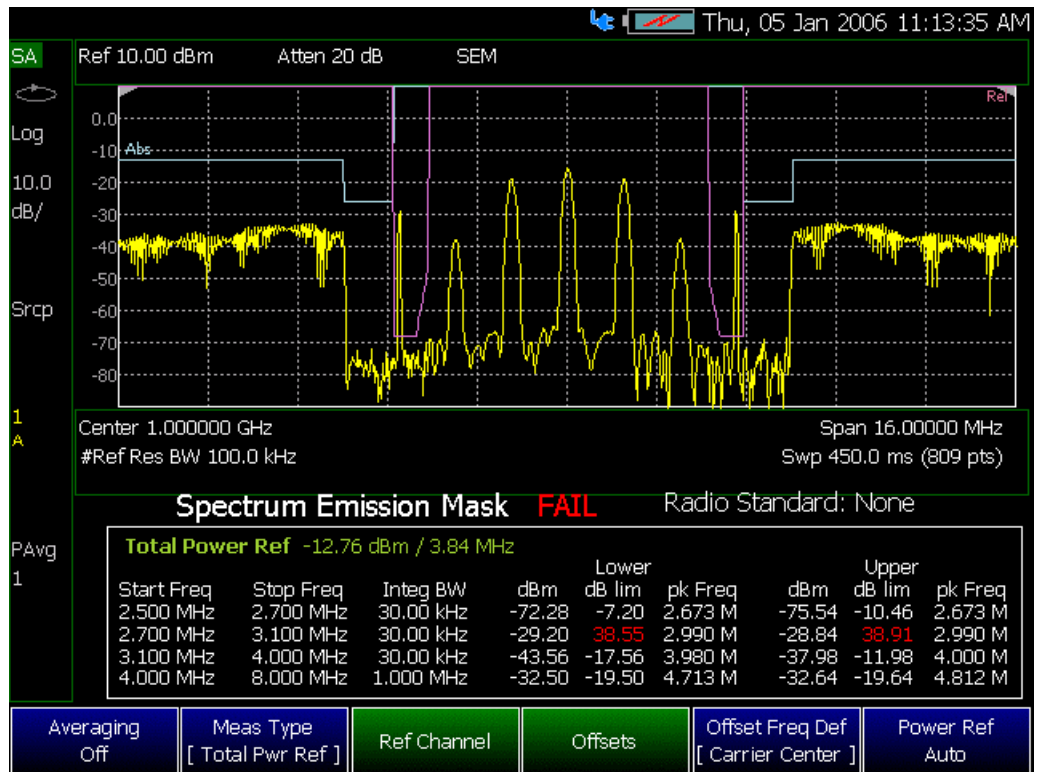 Thu, 05 Jan 2006 11:13:35 AM
SA
Ref 10.00 dBm Atten 20 dB SEM
Rel
Log
0.0
-10 Abs
10.0
dB/
-20
-30
-40
-50
Srcp
-60
-70
-80
1
A
Center 1.000000 GHz Span 16.00000 MHz
#Ref Res BW 100.0 kHz Swp 450.0 ms (809 pts)
Spectrum Emission Mask FAIL Radio Standard: None
PAvg
1
Total Power Ref -12.76 dBm / 3.84 MHz
Lower Upper
Start Freq Stop Freq Integ BW dBm dB lim pk Freq dBm dB lim pk Freq
2.500 MHz 2.700 MHz 30.00 kHz -72.28 -7.20 2.673 M -75.54 -10.46 2.673 M
2.700 MHz 3.100 MHz 30.00 kHz -29.20 38.55 2.990 M -28.84 38.91 2.990 M
3.100 MHz 4.000 MHz 30.00 kHz -43.56 -17.56 3.980 M -37.98 -11.98 4.000 M
4.000 MHz 8.000 MHz 1.000 MHz -32.50 -19.50 4.713 M -32.64 -19.64 4.812 M
Averaging
Off
Meas Type
[ Total Pwr Ref ]
Ref Channel
Offsets
Offset Freq Def
[ Carrier Center ]
Power Ref
Auto